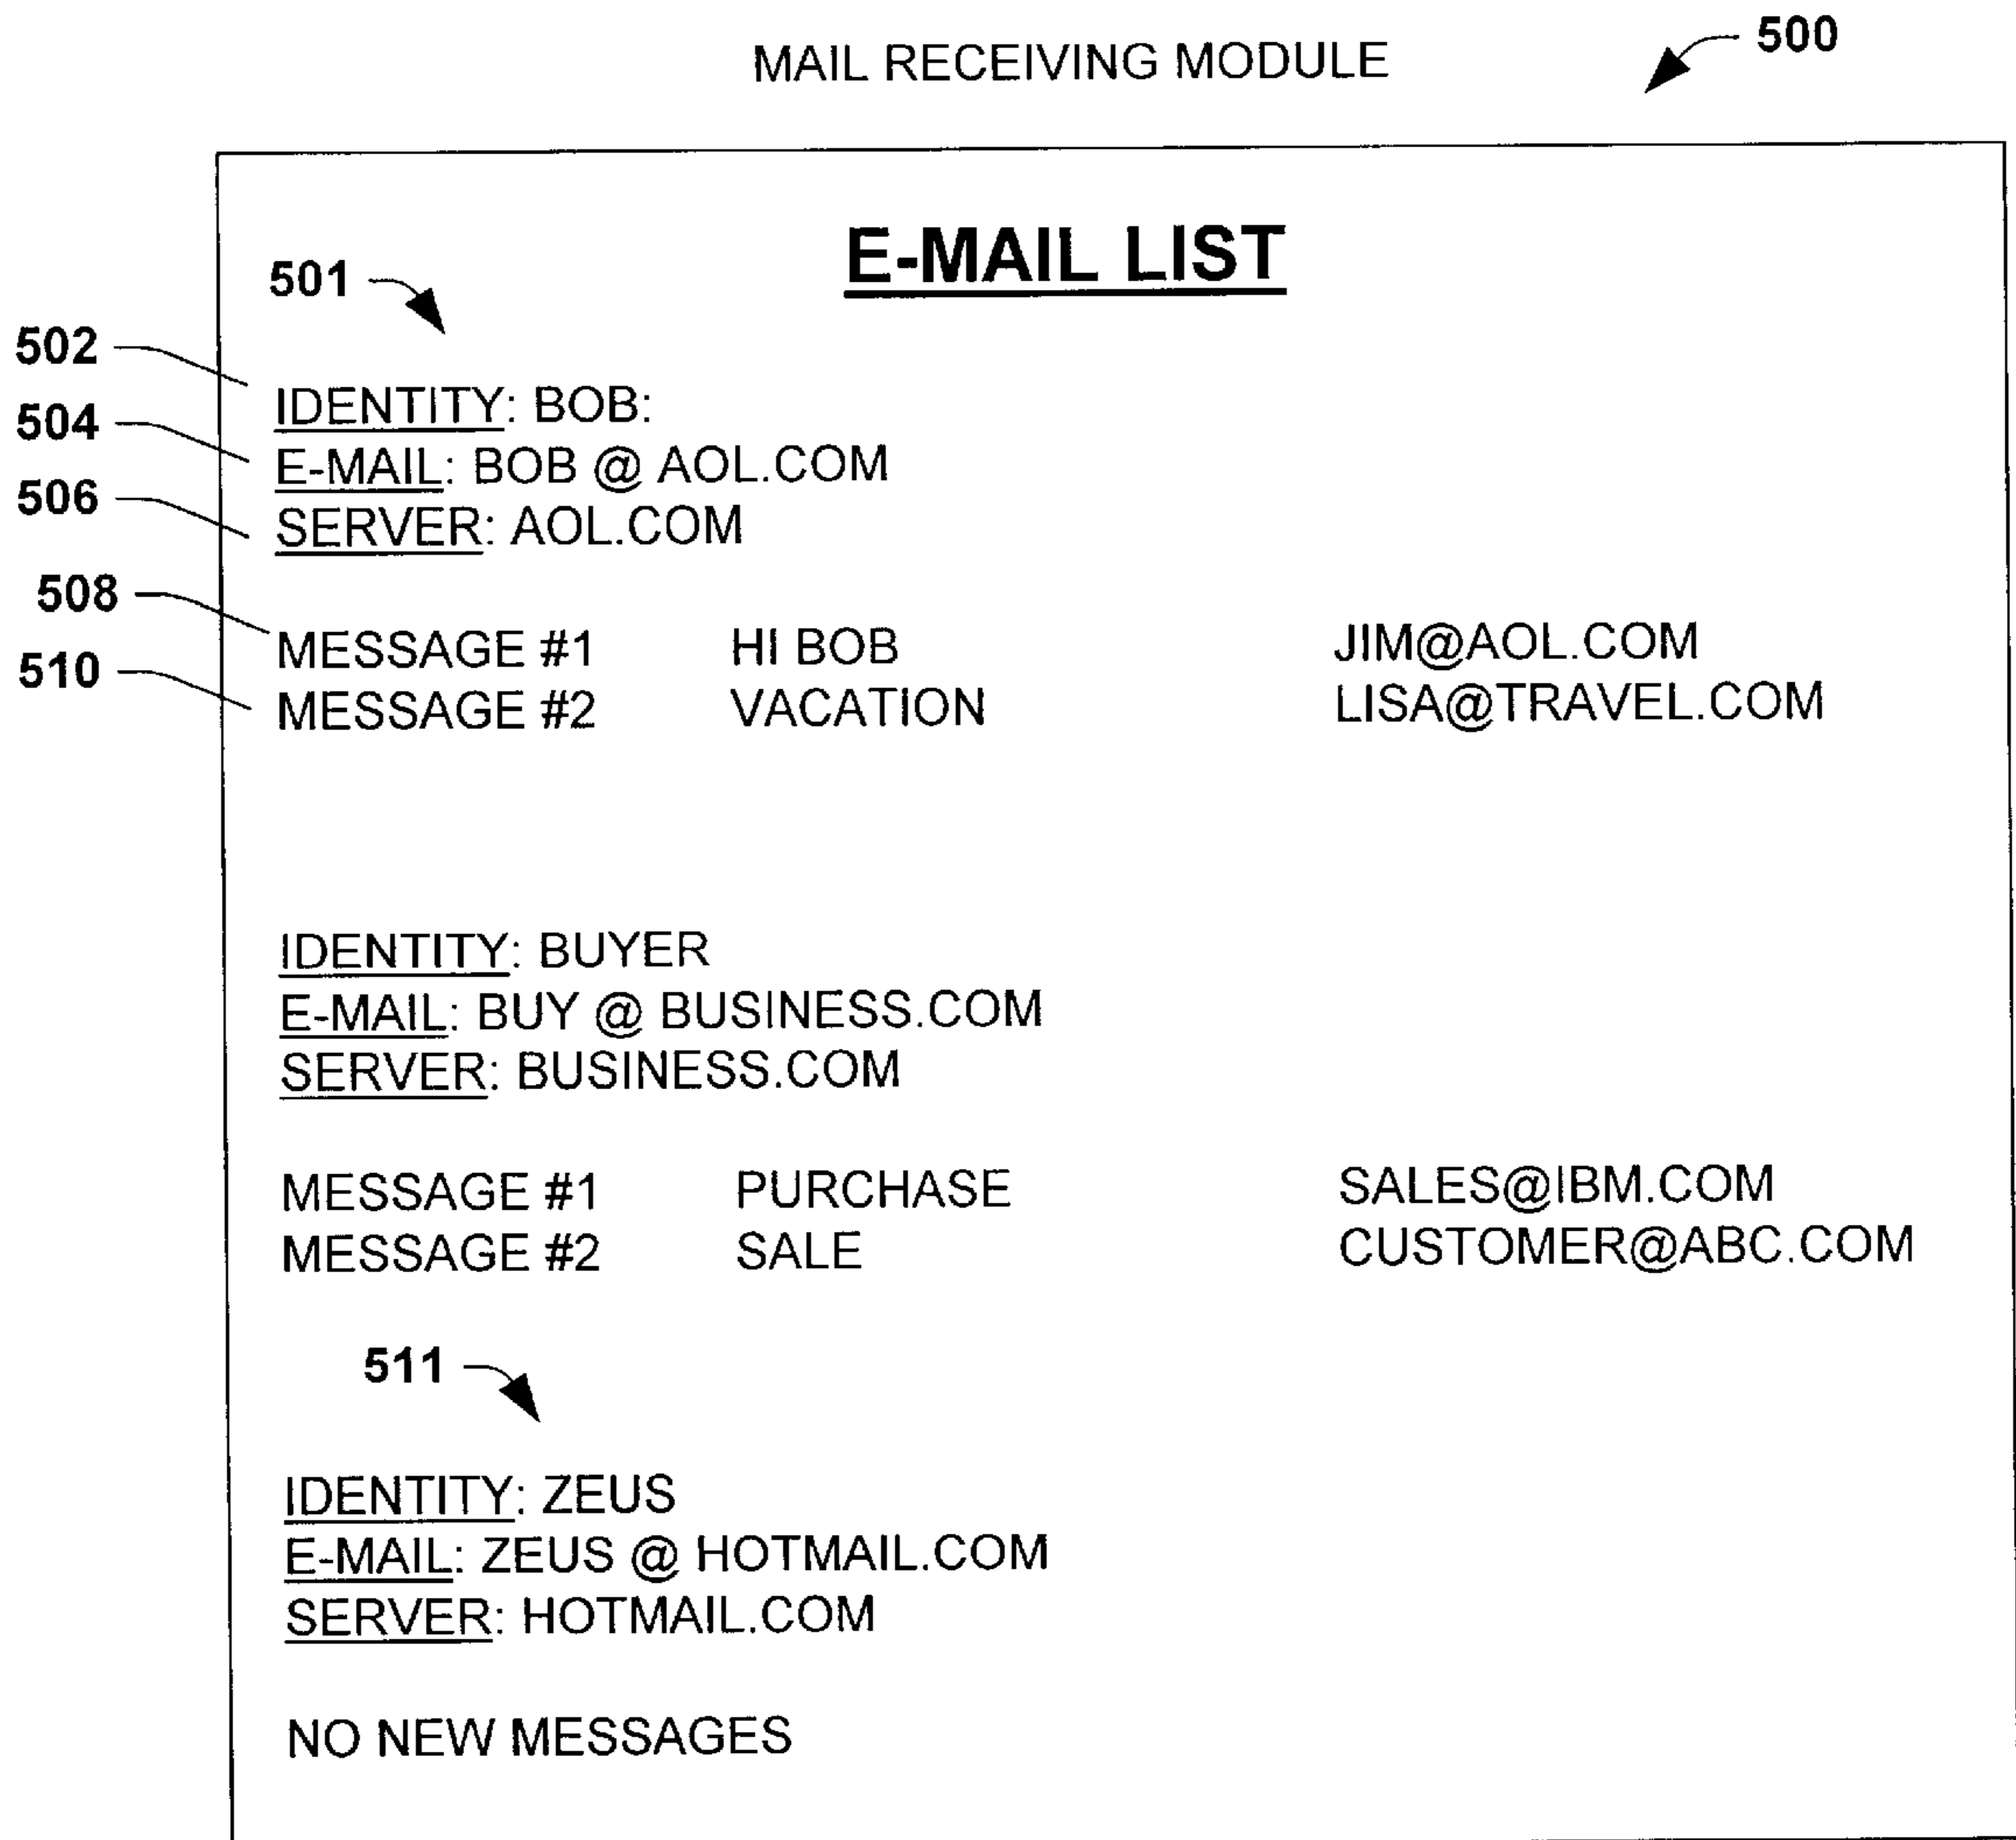 MAIL RECEIVING MODULE
500
E-MAIL LIST
501
502
IDENTITY: BOB:
504
E-MAIL: BOB @ AOL.COM
506
SERVER: AOL.COM
508
MESSAGE #1 HI BOB JIM@AOL.COM
510
MESSAGE #2 VACATION LISA@TRAVEL.COM
IDENTITY: BUYER
E-MAIL: BUY @ BUSINESS.COM
SERVER: BUSINESS.COM
MESSAGE #1 PURCHASE SALES@IBM.COM
MESSAGE #2 SALE CUSTOMER@ABC.COM
511
IDENTITY: ZEUS
E-MAIL: ZEUS @ HOTMAIL.COM
SERVER: HOTMAIL.COM
NO NEW MESSAGES